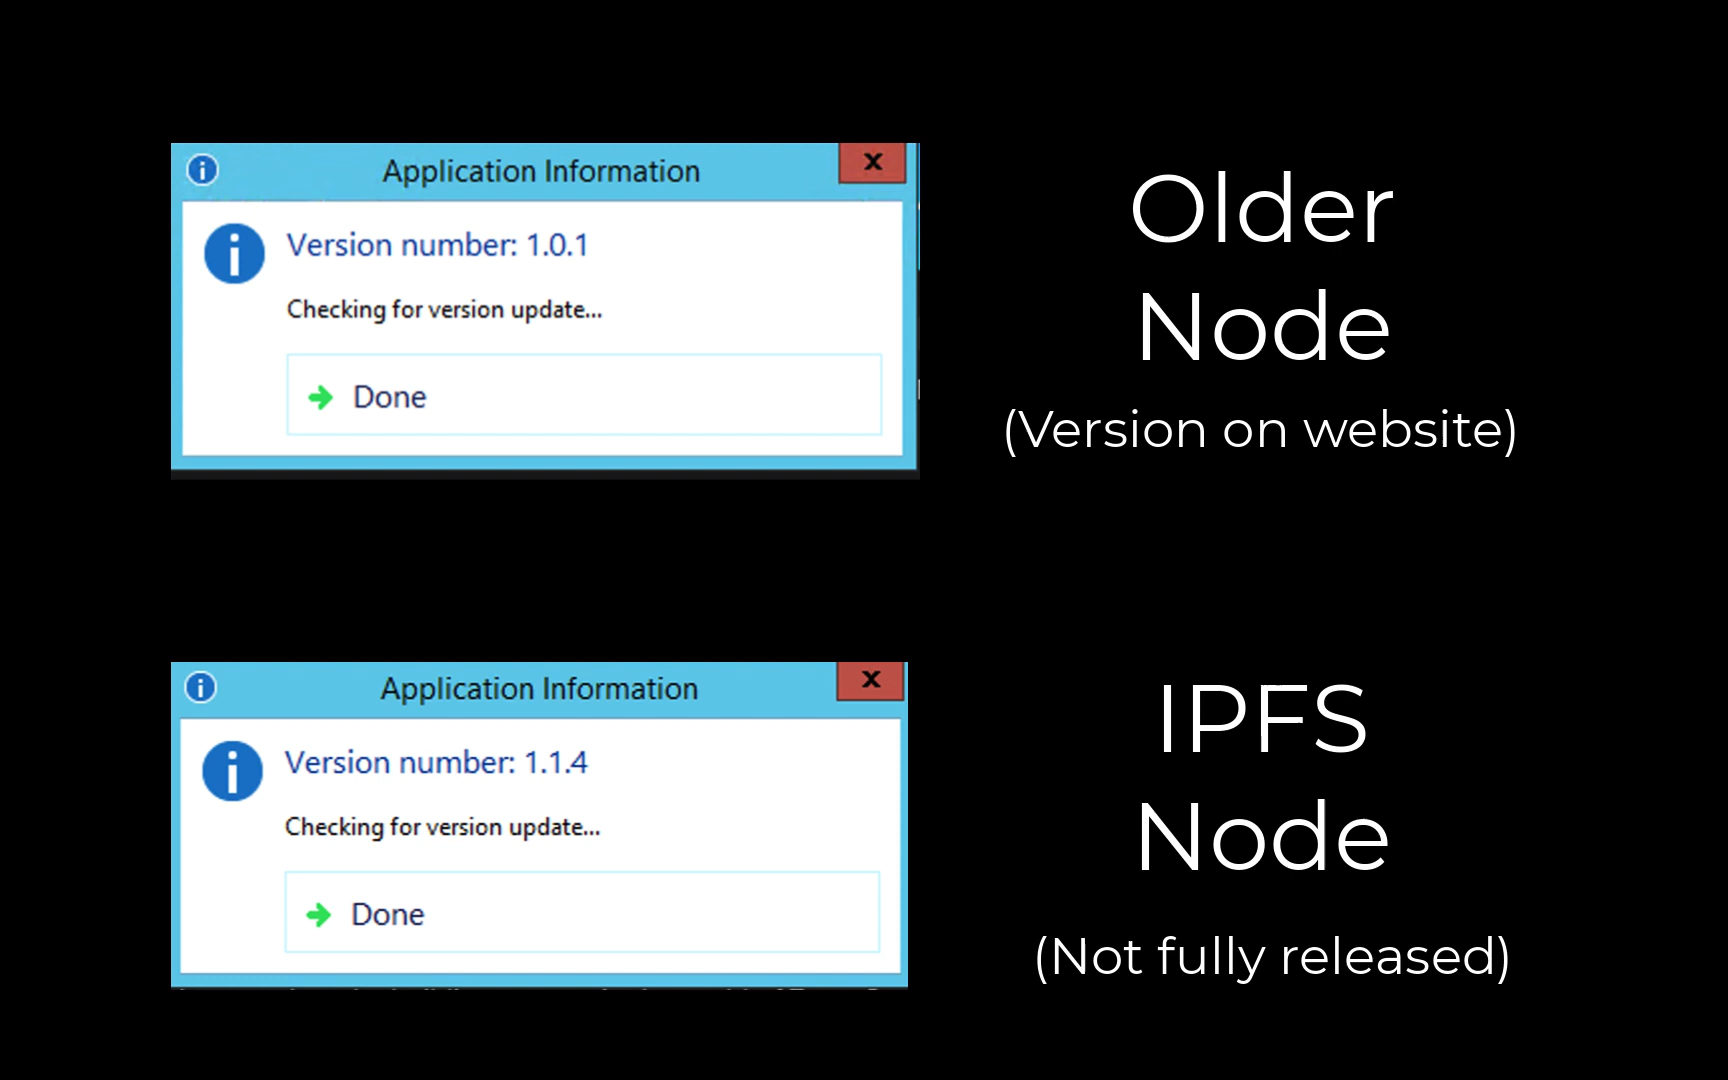 Application Information
x
Version number: 1.0.1
Checking for version update...
Done
Older
Node
(Version on website)
Application Information
x
Version number: 1.1.4
Checking for version update...
Done
IPFS
Node
(Not fully released)